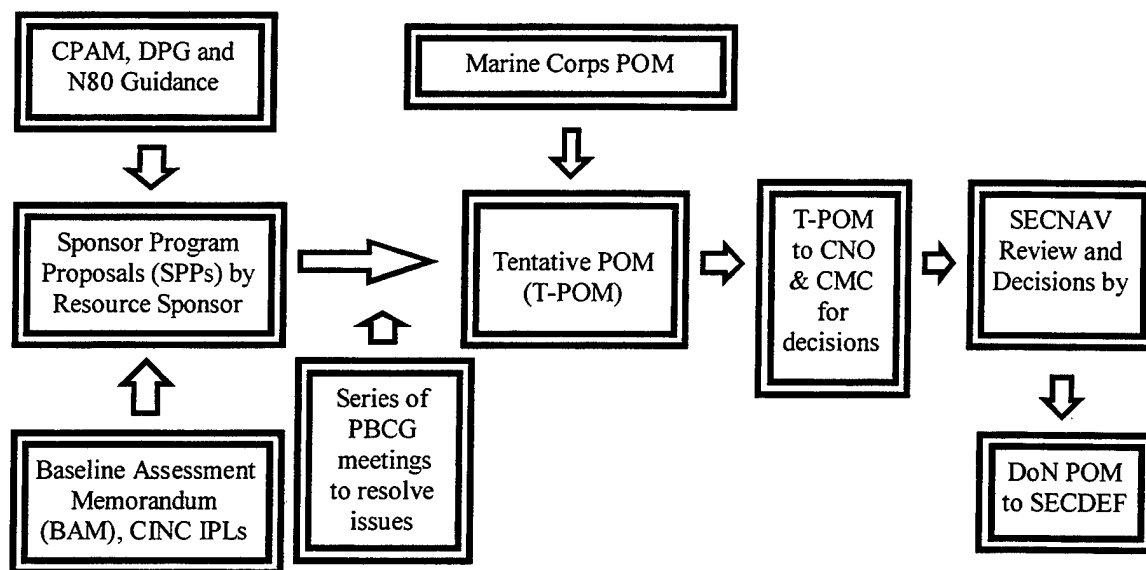 CPAM, DPG and
N80 Guidance
Marine Corps POM
Sponsor Program
Proposals (SPPs) by
Resource Sponsor
Tentative POM
(T-POM)
T-POM
to CNO
& CMC
for
decisions
SECNAV
Review and
Decisions by
Baseline Assessment
Memorandum
(BAM), CINC IPLs
Series of
PBCG
meetings
to resolve
issues
DoN POM
to SECDEF